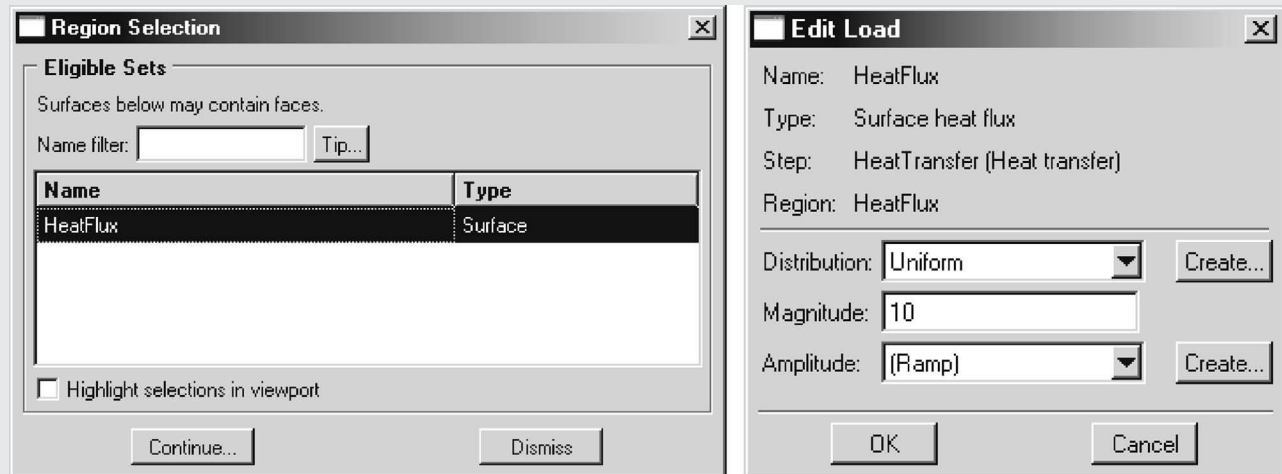 Region Selection
Eligible Sets
Surfaces below may contain faces.
Name filter: Tip...
Name Type
HeatFlux Surface
Highlight selections in viewport
Continue... Dismiss
Edit Load
Name: HeatFlux
Type: Surface heat flux
Step: HeatTransfer (Heat transfer)
Region: HeatFlux
Distribution: Uniform Create...
Magnitude: 10
Amplitude: (Ramp) Create...
OK Cancel